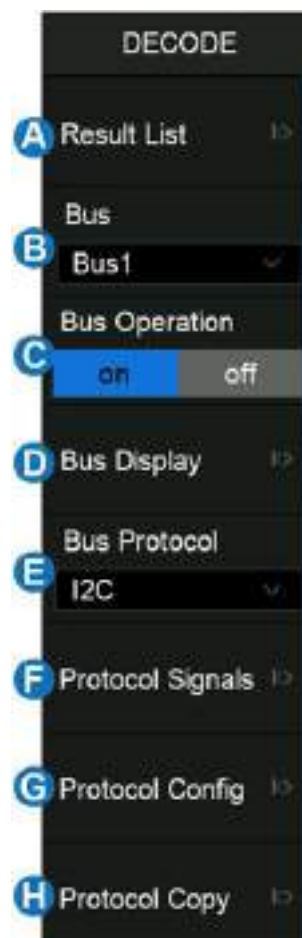 DECODE
A Result List
Bus
B Bus1
Bus Operation
C on off
D Bus Display
Bus Protocol
E I2C
F Protocol Signals
G Protocol Config
H Protocol Copy